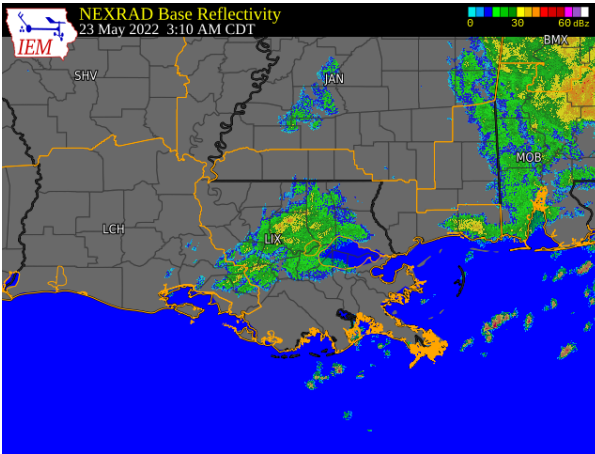 NEXRAD Base Reflectivity
23 May 2022  3:10 AM CDT
IEM
0 30 60 dBz
BMX
SHV
JAN
MOB
LCH
LIX